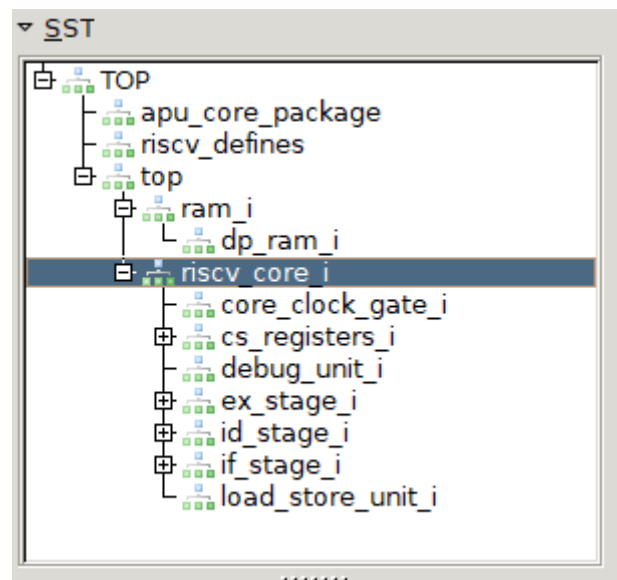 SST
TOP
apu_core_package
riscv_defines
top
ram_i
dp_ram_i
riscv_core_i
core_clock_gate_i
cs_registers_i
debug_unit_i
ex_stage_i
id_stage_i
if_stage_i
load_store_unit_i